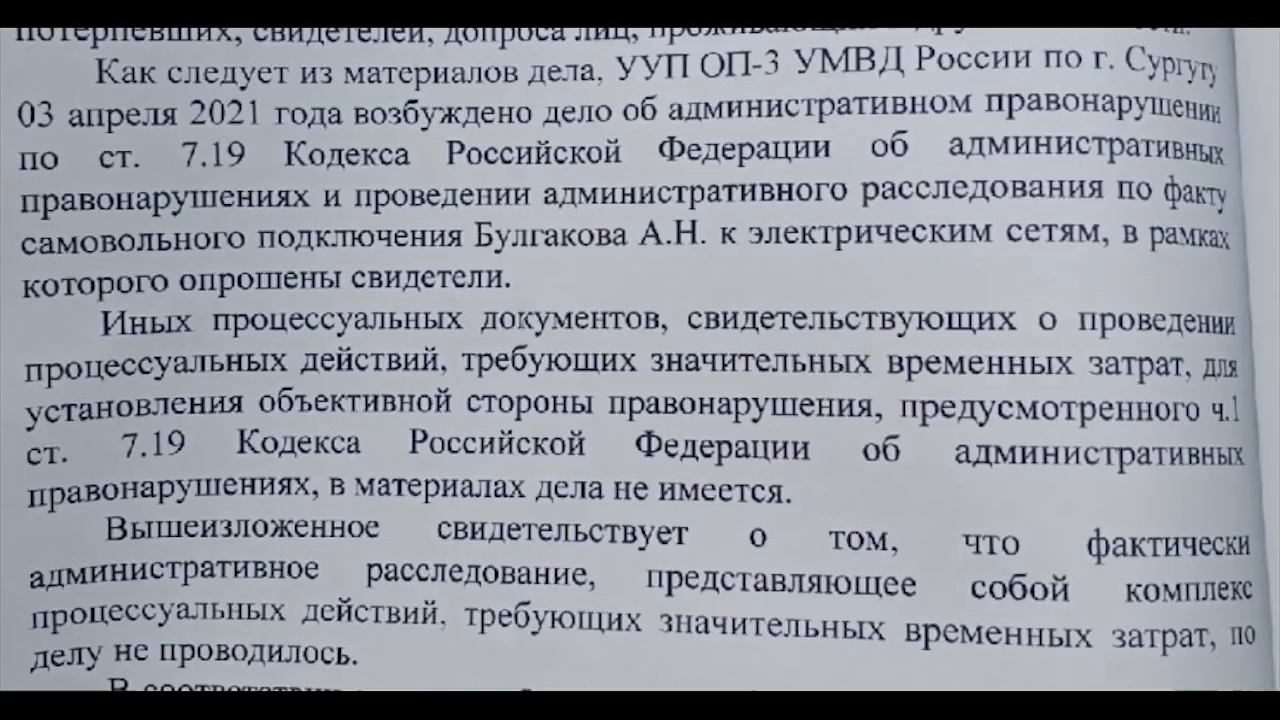 потерпевших, свидетелей, допроса лиц,
Как следует из материалов дела, УУП ОП-3 УМВД России по г. Сургуту
03 апреля 2021 года возбуждено дело об административном правонарушении
по ст. 7.19 Кодекса Российской Федерации об административных
правонарушениях и проведении административного расследования по факту
самовольного подключения Булгакова А.Н. к электрическим сетям, в рамках
которого опрошены свидетели.
Иных процессуальных документов, свидетельствующих о проведении
процессуальных действий, требующих значительных временных затрат, для
установления объективной стороны правонарушения, предусмотренного ч.1
ст. 7.19 Кодекса Российской Федерации об административных
правонарушениях, в материалах дела не имеется.
Вышеизложенное свидетельствует о том, что фактически
административное расследование, представляющее собой комплекс
процессуальных действий, требующих значительных временных затрат, по
делу не проводилось.